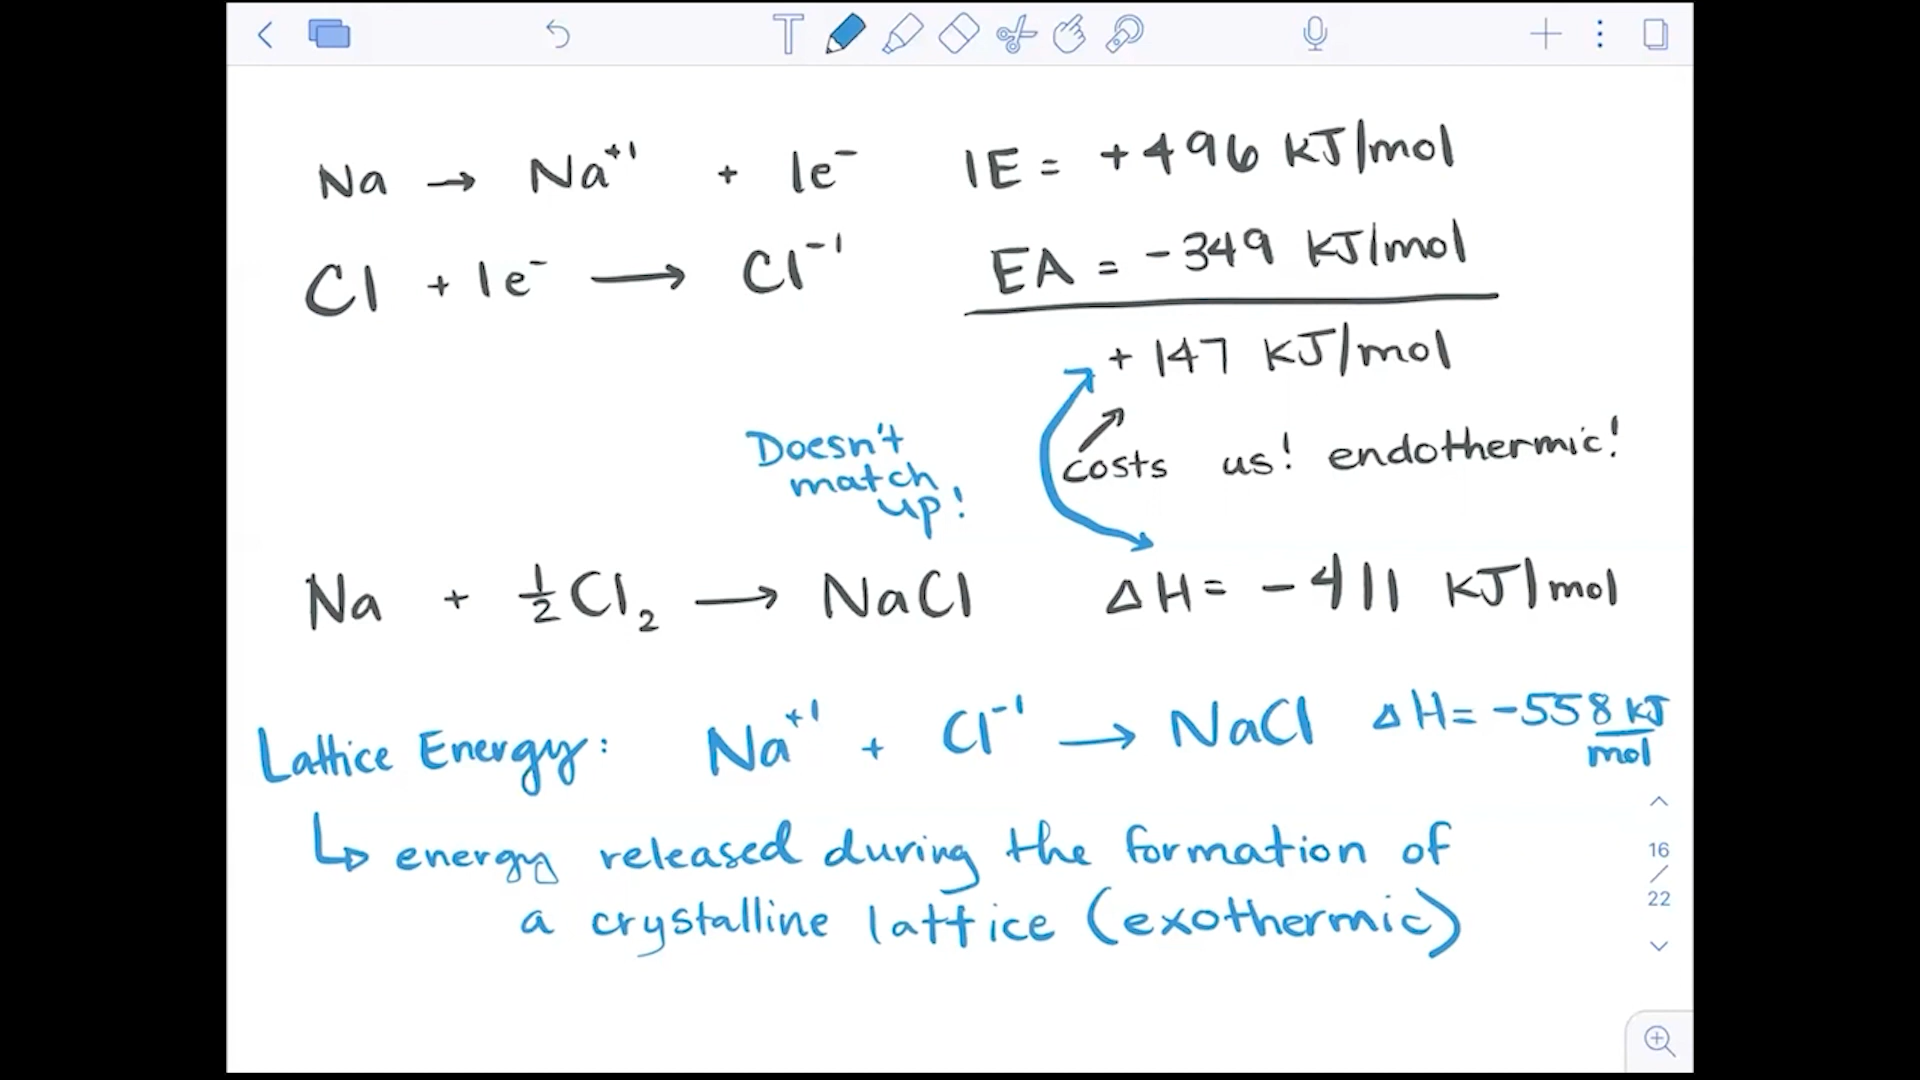 Na → Na⁺¹ + 1e⁻ IE = +496 KJ/mol
Cl + 1e⁻ → Cl⁻¹ EA = -349 KJ/mol
+ 147 KJ/mol
costs us! endothermic!
Doesn't
match
up!
Na + ½Cl₂ → NaCl ΔH = -411 KJ/mol
Lattice Energy: Na⁺¹ + Cl⁻¹ → NaCl ΔH = -558 KJ/mol
↳ energy released during the formation of
a crystalline lattice (exothermic)
16
/
22